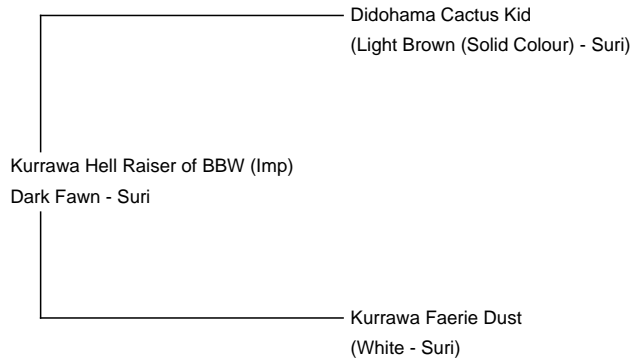 Didohama Cactus Kid
(Light Brown (Solid Colour) - Suri)
Kurrawa Hell Raiser of BBW (Imp)
Dark Fawn - Suri
Kurrawa Faerie Dust
(White - Suri)